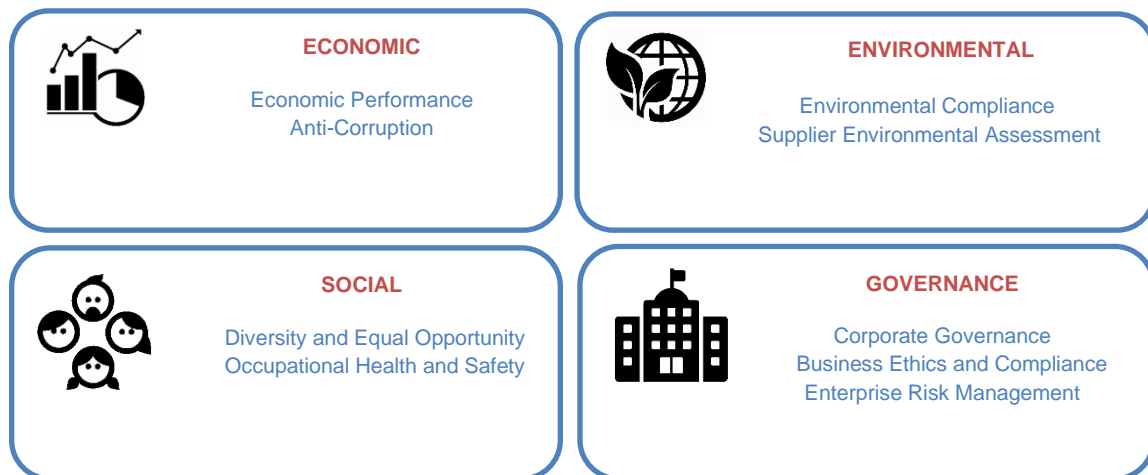 ECONOMIC
Economic Performance
Anti-Corruption
ENVIRONMENTAL
Environmental Compliance
Supplier Environmental Assessment
SOCIAL
Diversity and Equal Opportunity
Occupational Health and Safety
GOVERNANCE
Corporate Governance
Business Ethics and Compliance
Enterprise Risk Management